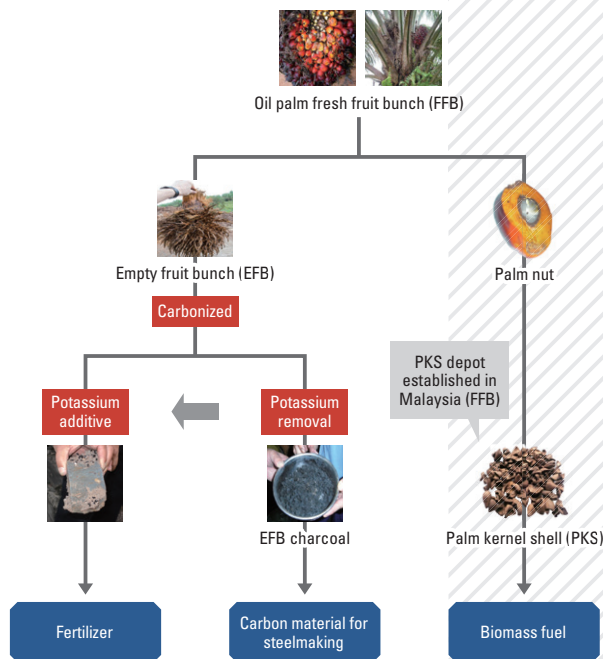 Oil palm fresh fruit bunch (FFB)
Empty fruit bunch (EFB)
Palm nut
Carbonized
PKS depot
established in
Malaysia (FFB)
Potassium
additive
Potassium
removal
EFB charcoal
Palm kernel shell (PKS)
Fertilizer
Carbon material for
steelmaking
Biomass fuel